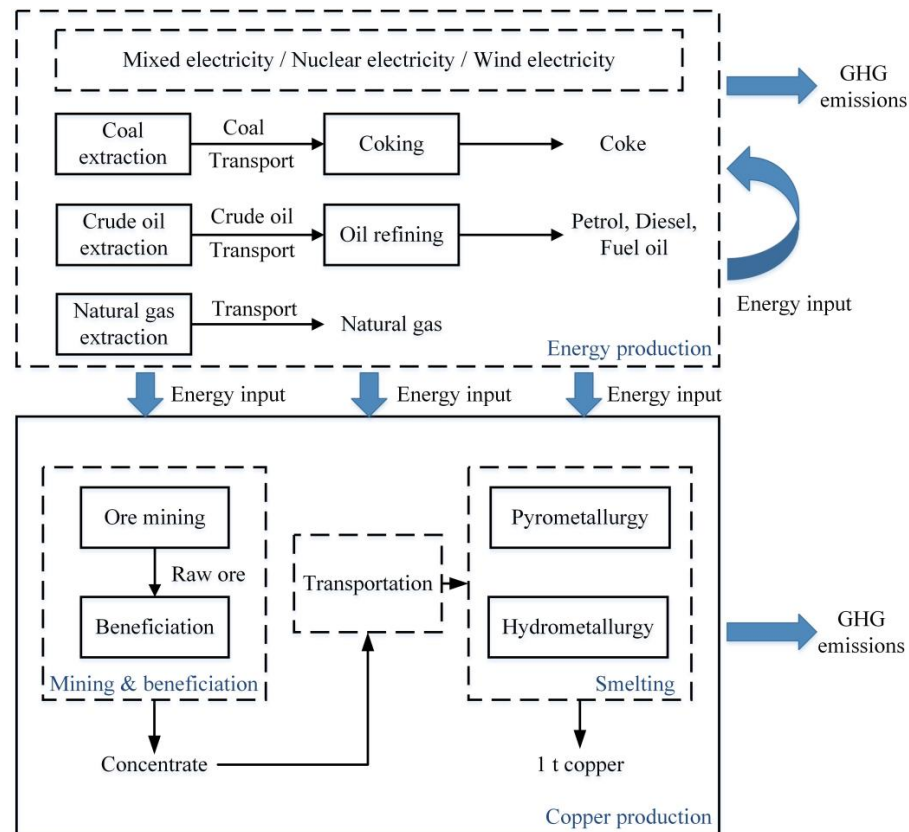 Mixed electricity / Nuclear electricity / Wind electricity
GHG
emissions
Coal
extraction
Coal
Transport
Coking
Coke
Crude oil
extraction
Crude oil
Transport
Oil refining
Petrol, Diesel,
Fuel oil
Energy input
Natural gas
extraction
Transport
Natural gas
Energy production
Energy input
Energy input
Energy input
Ore mining
Raw ore
Beneficiation
Mining & beneficiation
Concentrate
Transportation
Pyrometallurgy
Hydrometallurgy
Smelting
1 t copper
GHG
emissions
Copper production